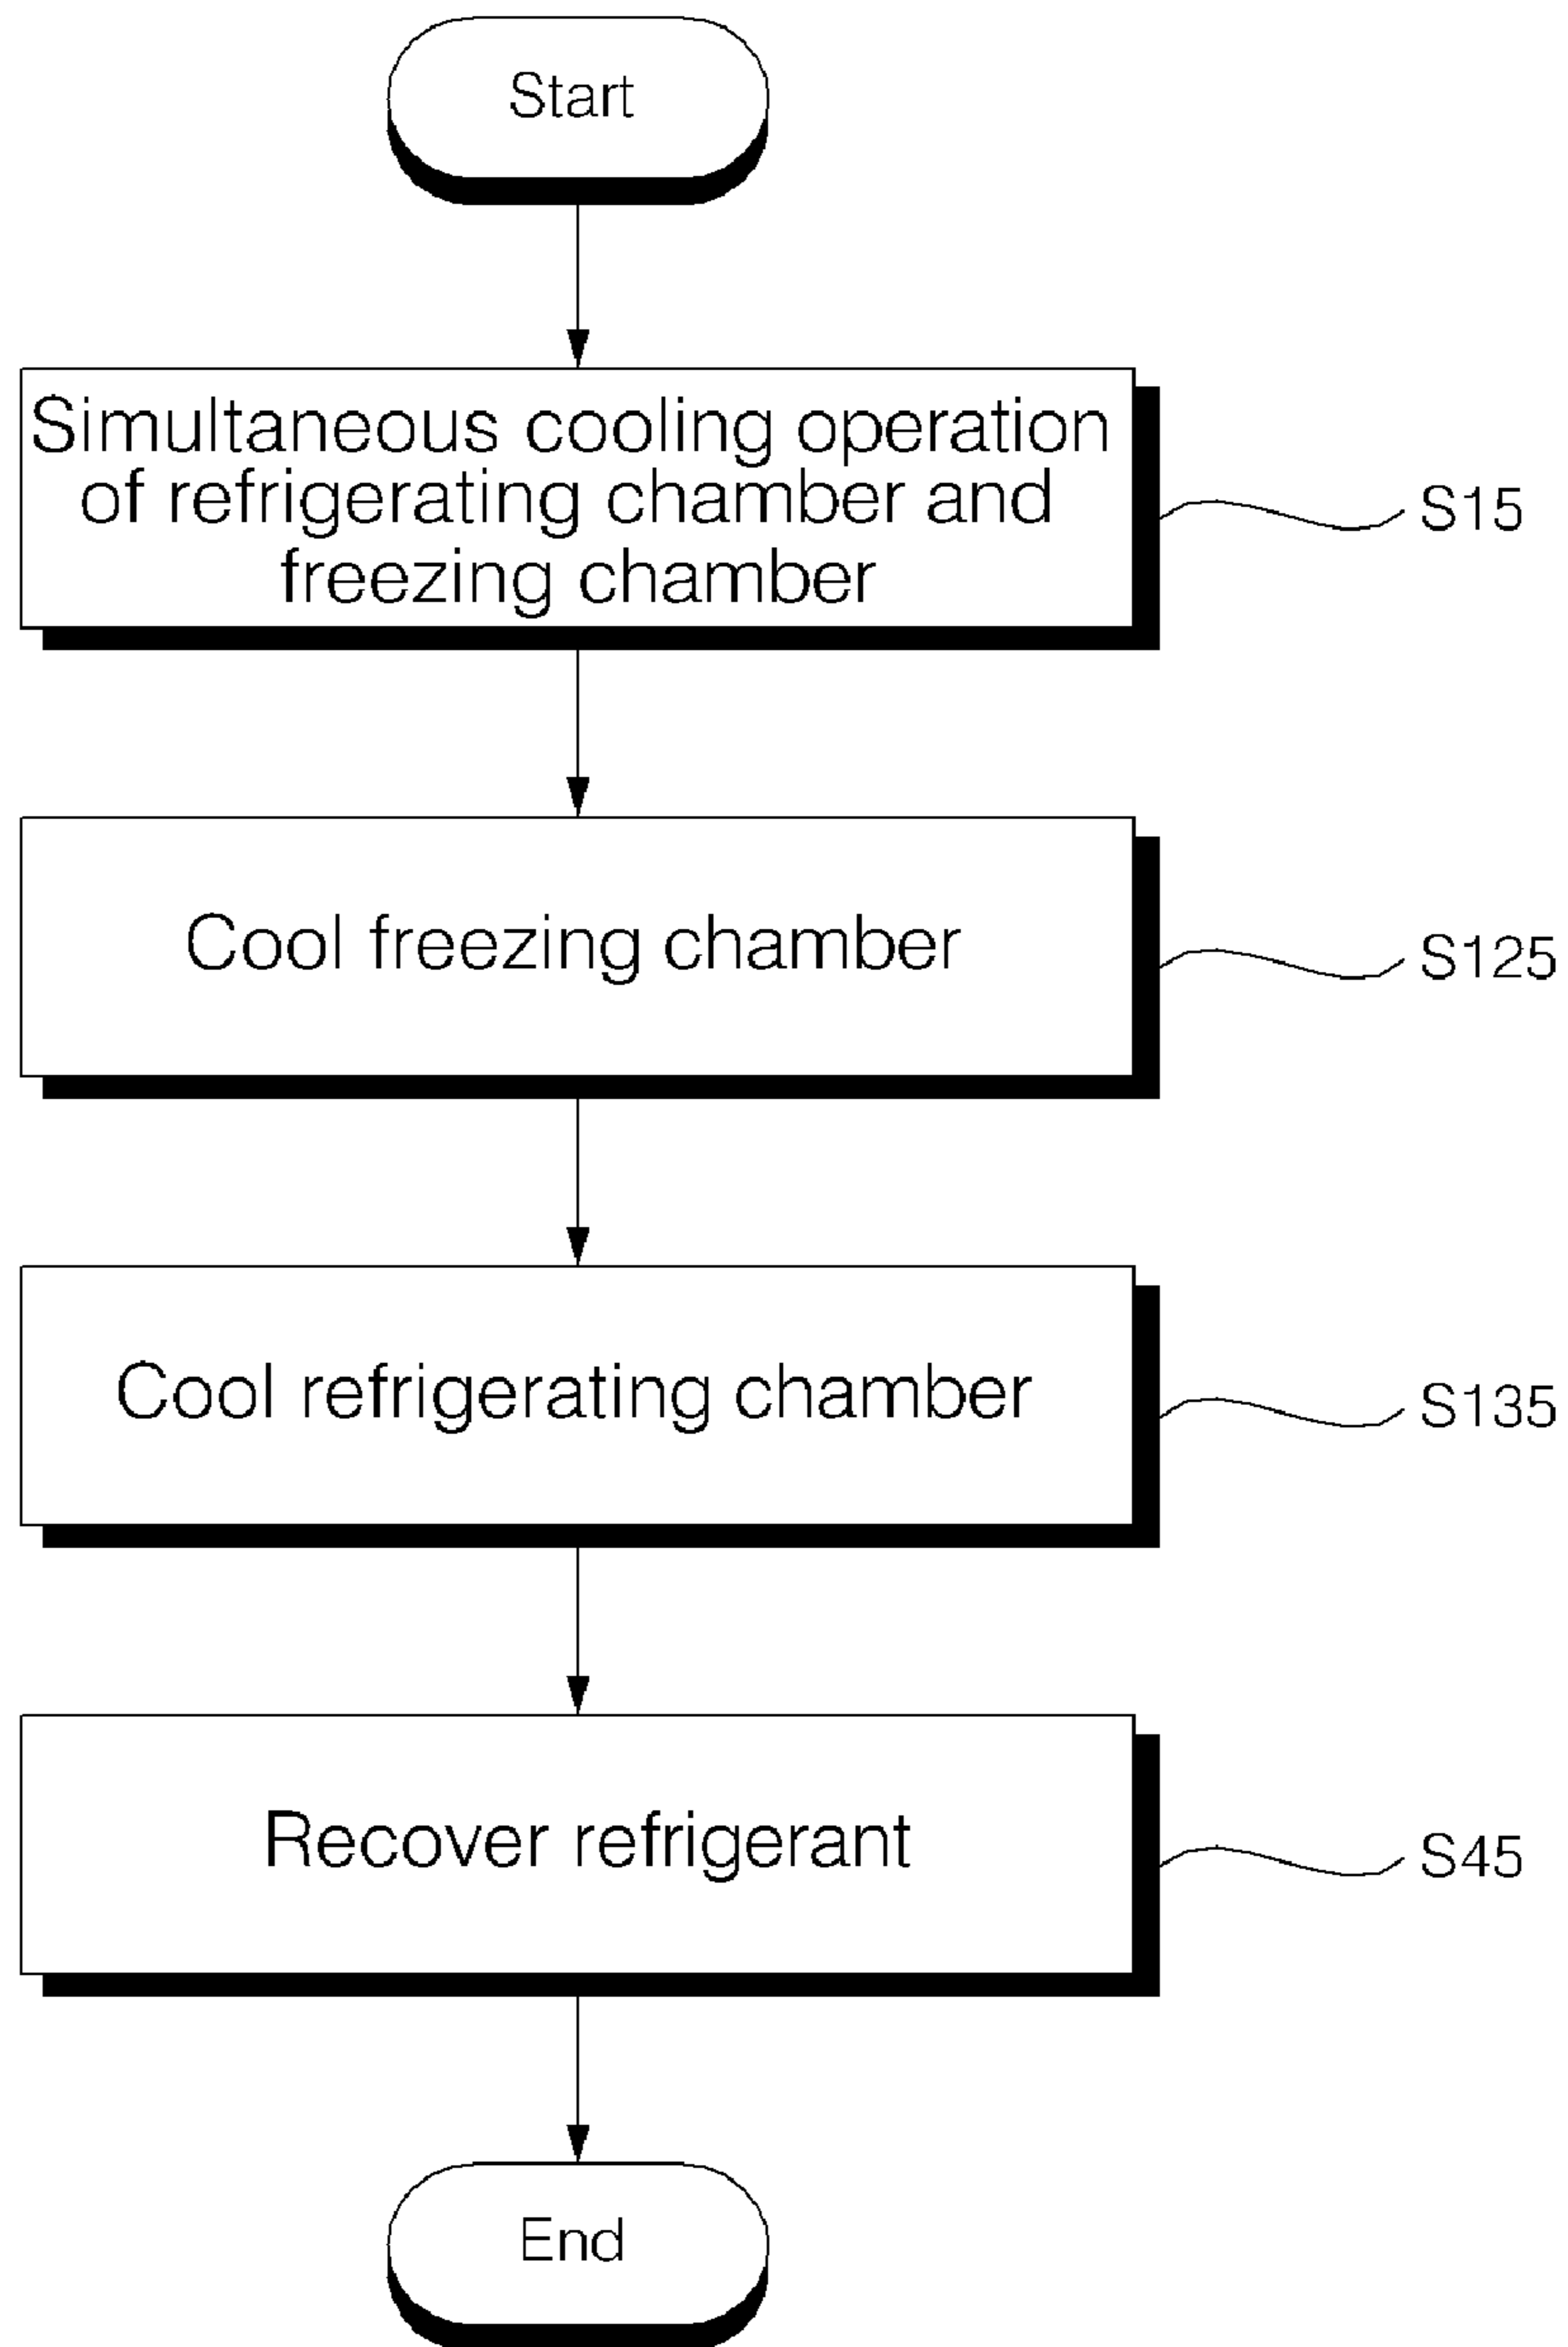 Start
Simultaneous cooling operation
of refrigerating chamber and
freezing chamber
S15
Cool freezing chamber
S125
Cool refrigerating chamber
S135
Recover refrigerant
S45
End